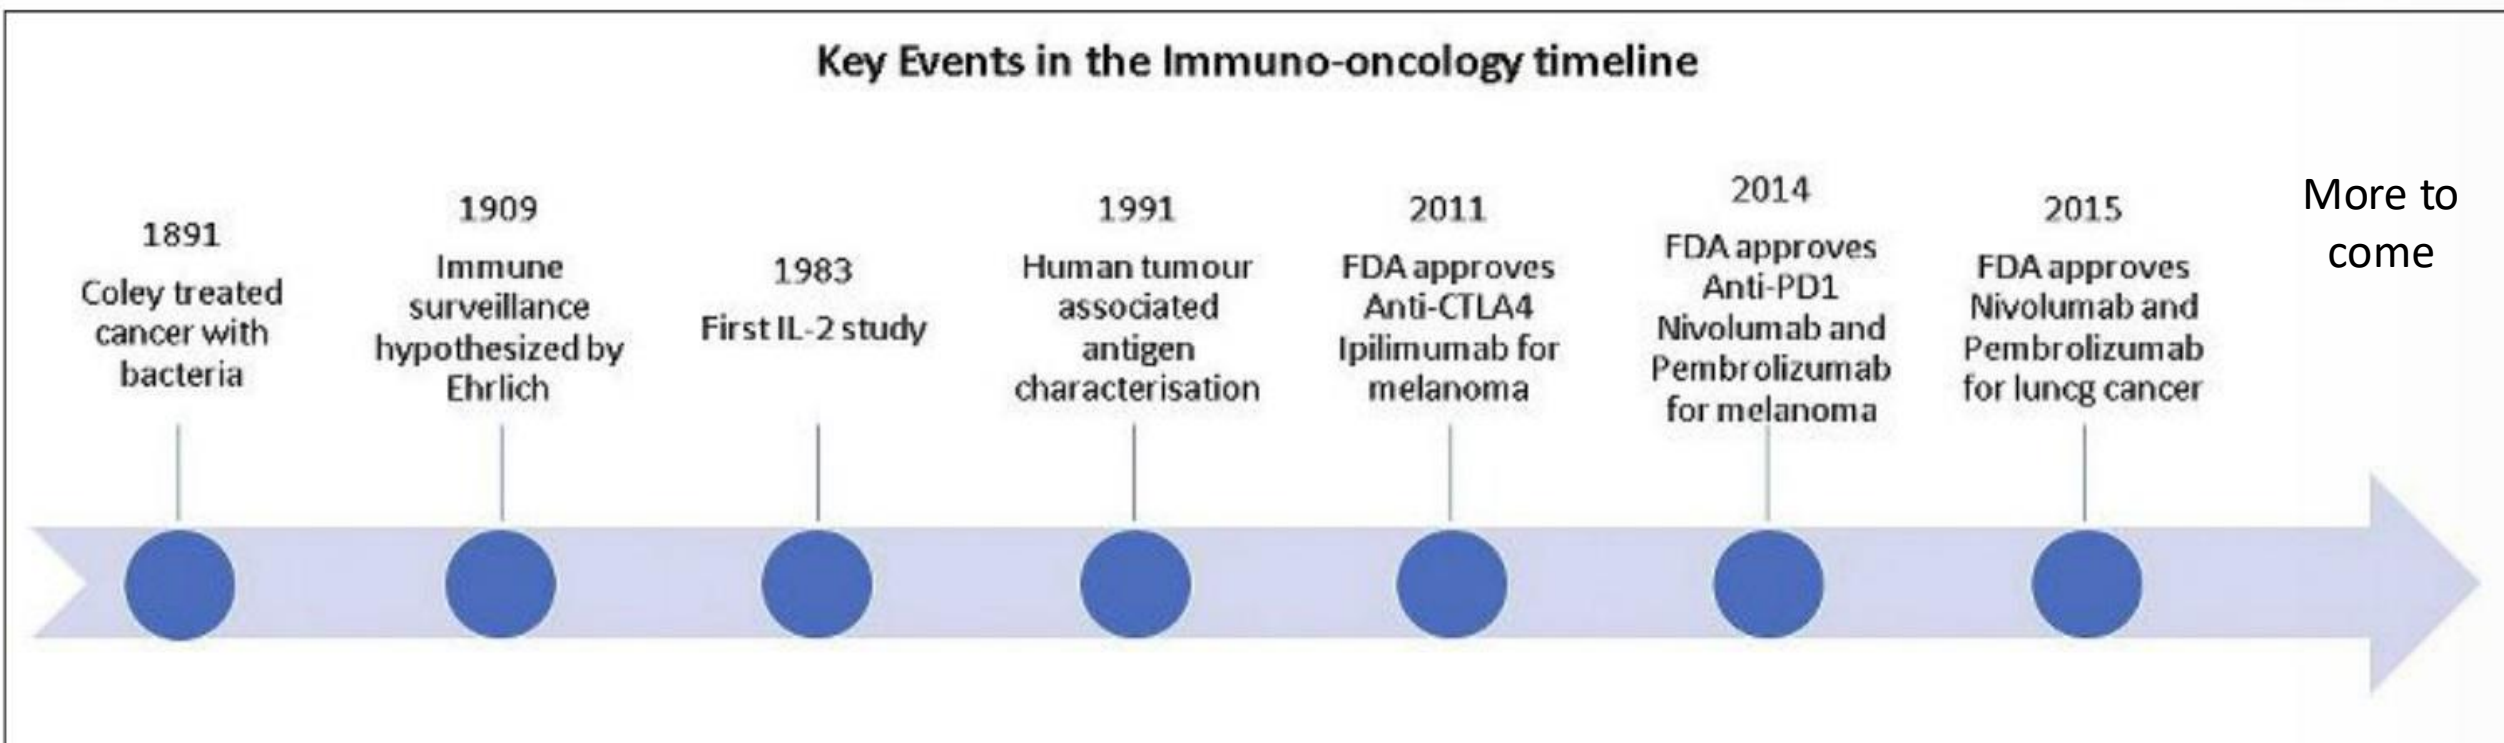 Key Events in the Immuno-oncology timeline
1891
Coley treated
cancer with
bacteria
1909
Immune
surveillance
hypothesized by
Ehrlich
1983
First IL-2 study
1991
Human tumour
associated
antigen
characterisation
2011
FDA approves
Anti-CTLA4
Ipilimumab for
melanoma
2014
FDA approves
Anti-PD1
Nivolumab and
Pembrolizumab
for melanoma
2015
FDA approves
Nivolumab and
Pembrolizumab
for luncg cancer
More to
come